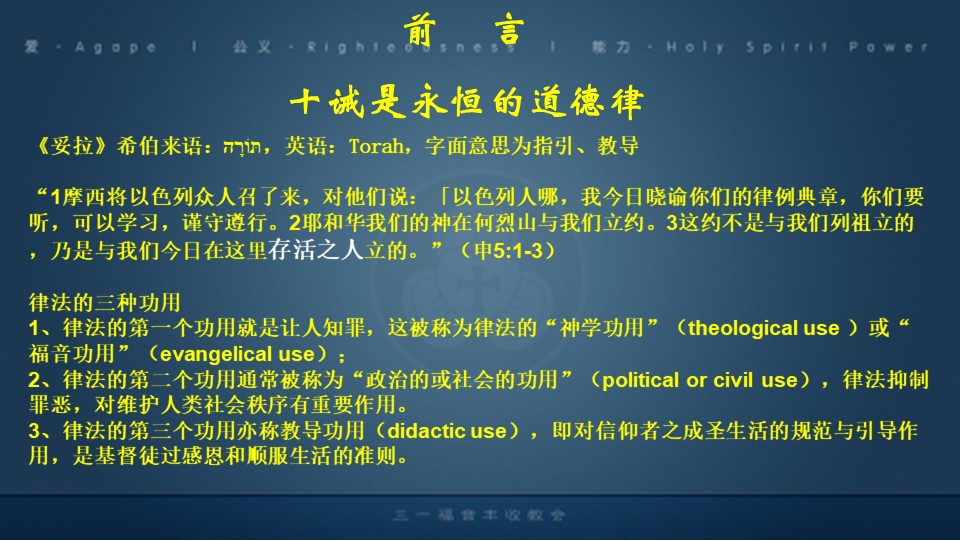 前 言
爱 · Agape | 公义 · Righteousness | 能力 · Holy Spirit Power
十诫是永恒的道德律
《妥拉》希伯来语：תּוֹרָה，英语：Torah，字面意思为指引、教导
“1摩西将以色列众人召了来，对他们说：「以色列人哪，我今日晓谕你们的律例典章，你们要
听，可以学习，谨守遵行。2耶和华我们的神在何烈山与我们立约。3这约不是与我们列祖立的
，乃是与我们今日在这里存活之人立的。”（申5:1-3）
律法的三种功用
1、律法的第一个功用就是让人知罪，这被称为律法的“神学功用”（theological use ）或“
福音功用”（evangelical use）；
2、律法的第二个功用通常被称为“政治的或社会的功用”（political or civil use），律法抑制
罪恶，对维护人类社会秩序有重要作用。
3、律法的第三个功用亦称教导功用（didactic use），即对信仰者之成圣生活的规范与引导作
用，是基督徒过感恩和顺服生活的准则。
三一福音丰收教会